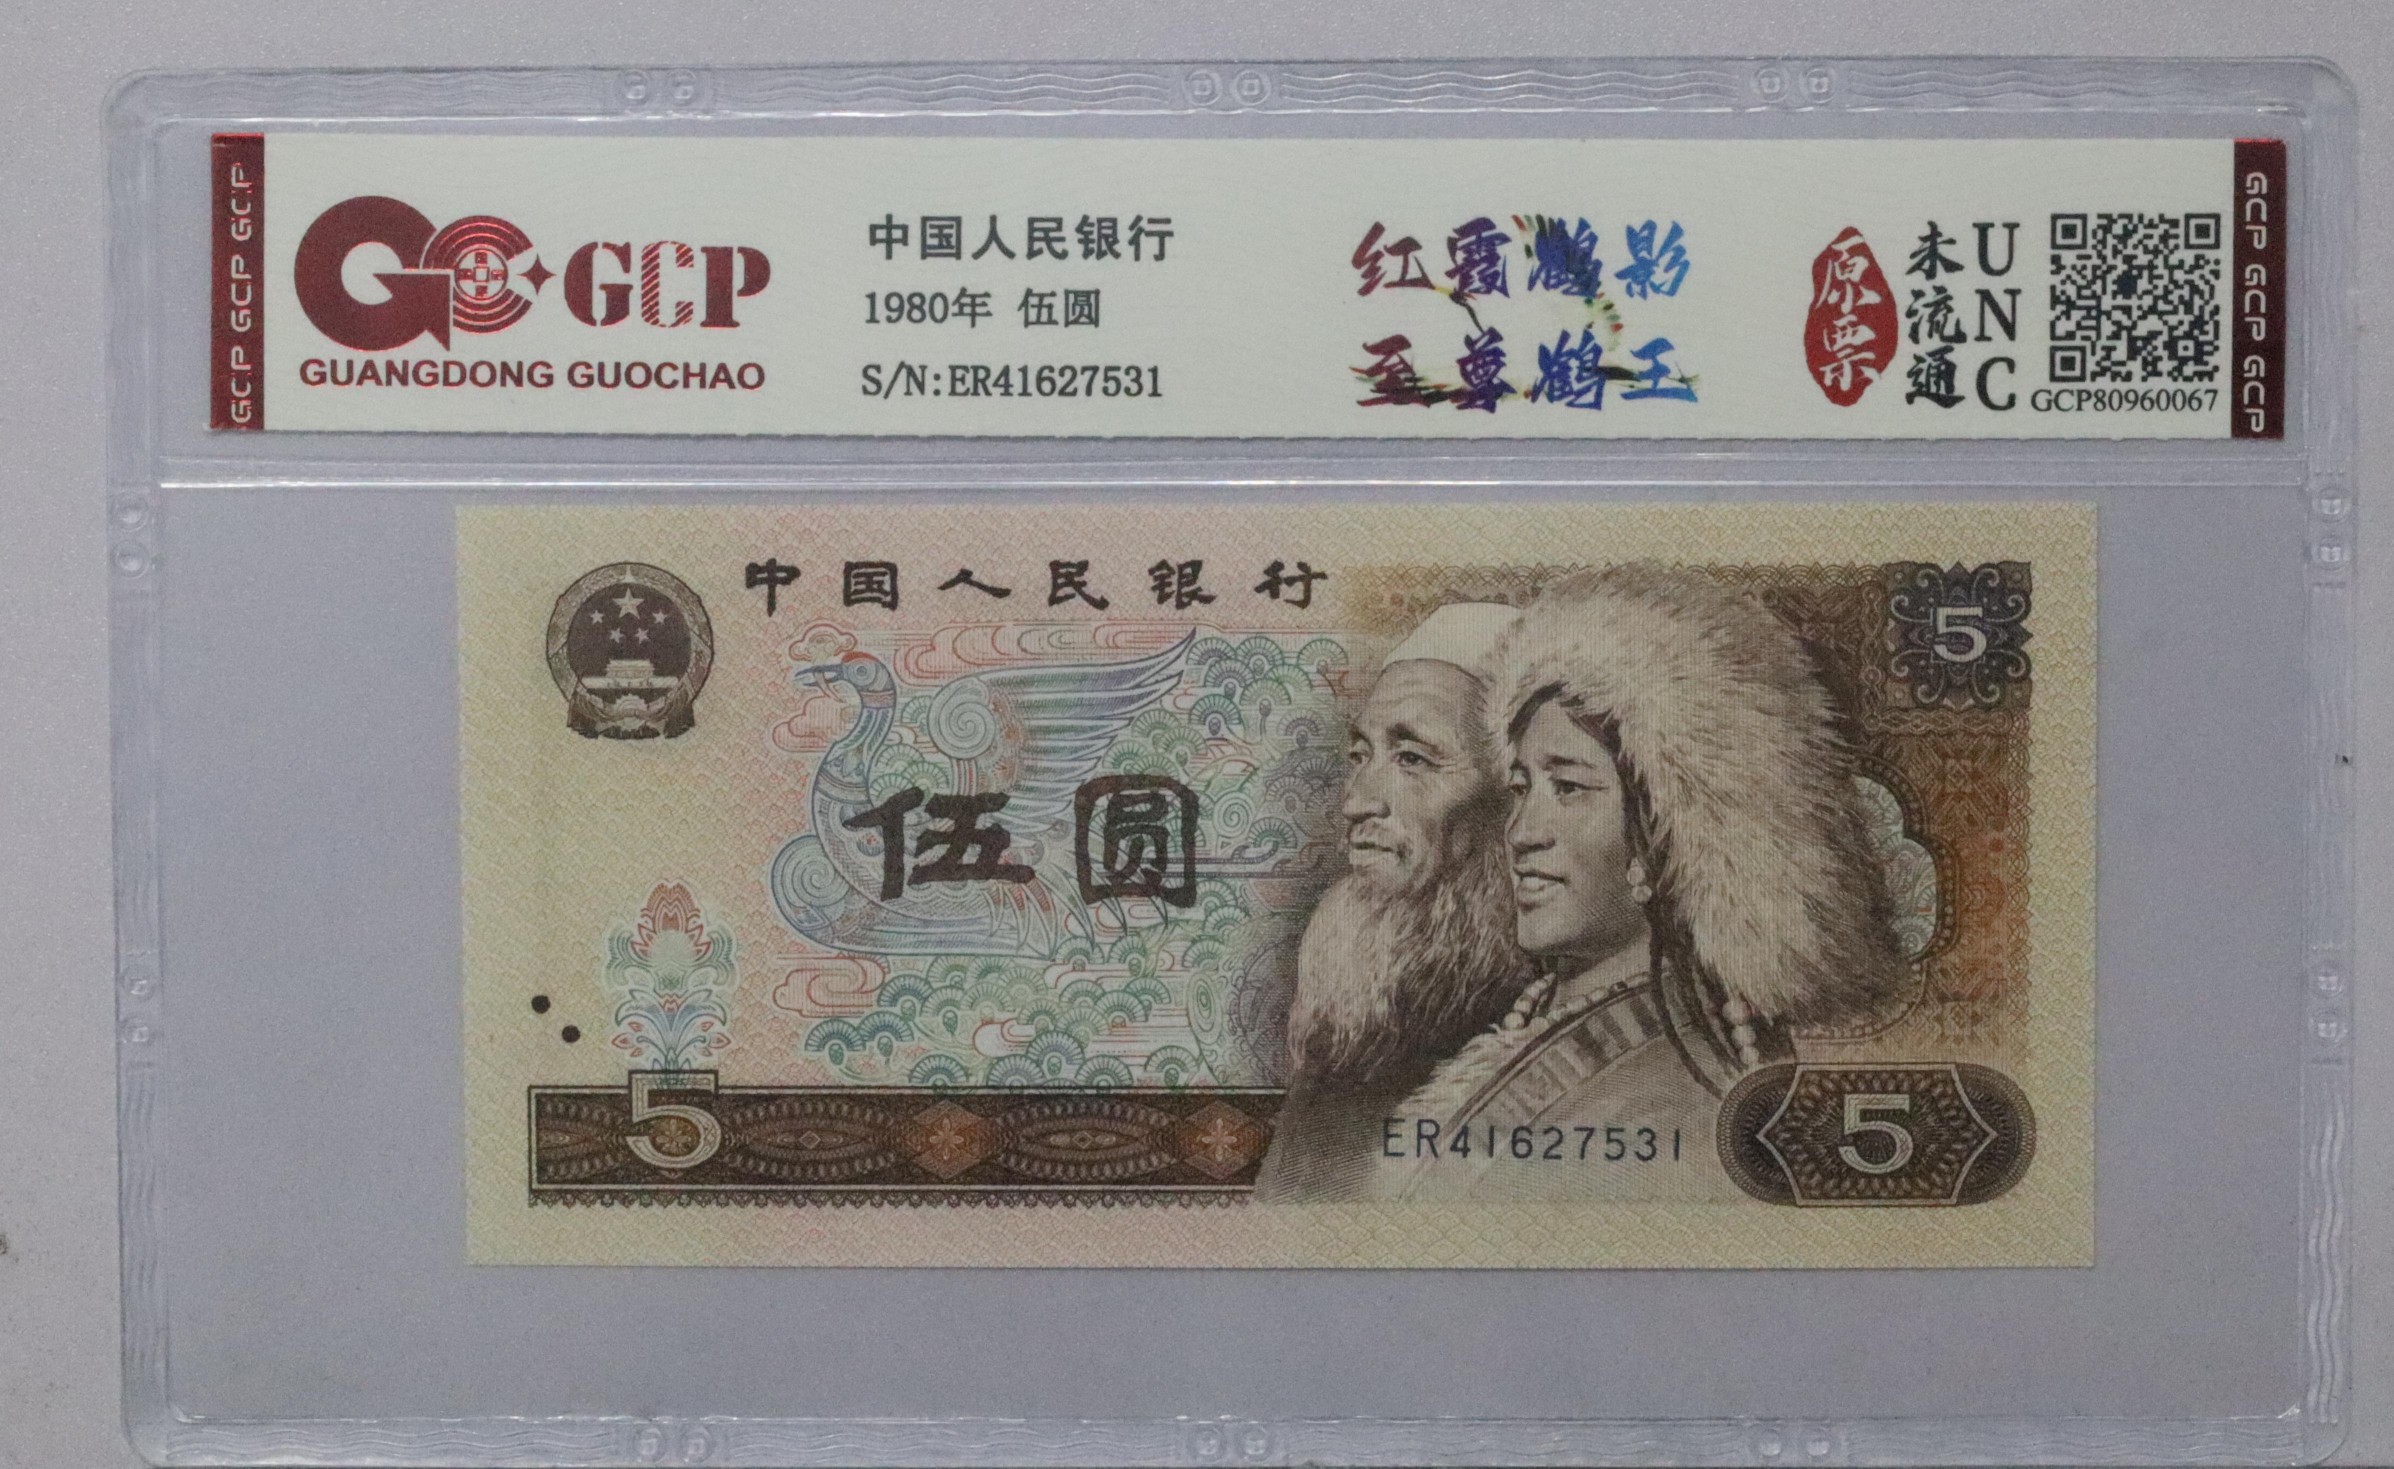 GCP GCP GCP
GCP
GUANGDONG GUOCHAO
中国人民银行
1980年 伍圆
S/N:ER41627531
红霞鹤影
至尊鹤王
原票
未流通
UNC
GCP80960067
GCP GCP GCP
中国人民银行
5
伍圆
5
ER41627531
5